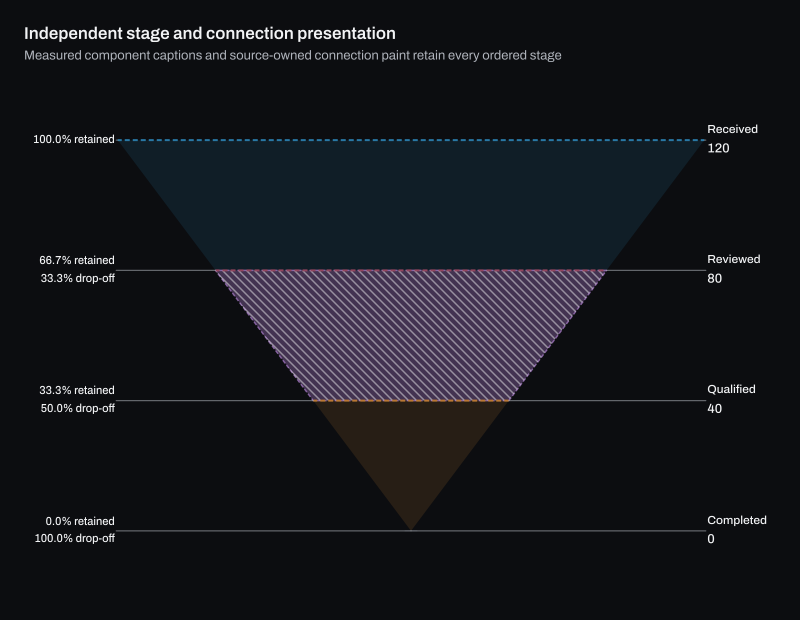 Independent stage and connection presentation
Measured component captions and source-owned connection paint retain every ordered stage
100.0% retained
Received
120
66.7% retained
33.3% drop-off
Reviewed
80
33.3% retained
50.0% drop-off
Qualified
40
0.0% retained
100.0% drop-off
Completed
0